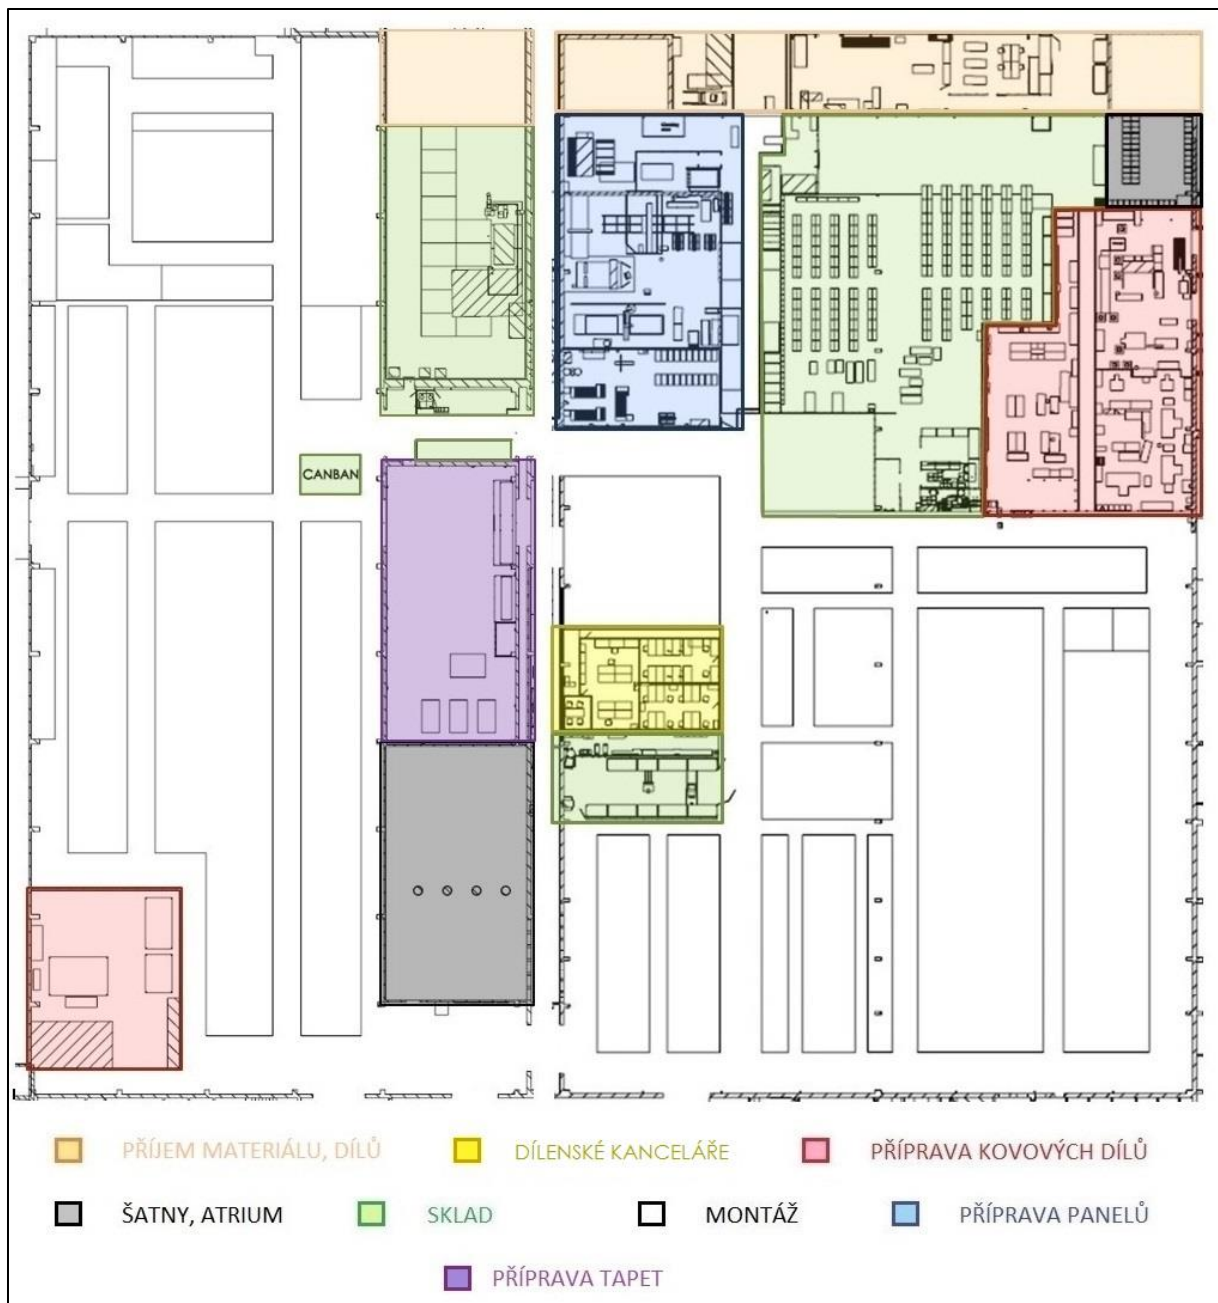 CANBAN
PŘÍJEM MATERIÁLU, DÍLŮ
DÍLENSKÉ KANCELÁŘE
PŘÍPRAVA KOVOVÝCH DÍLŮ
ŠATNY, ATRIUM
SKLAD
MONTÁŽ
PŘÍPRAVA PANELŮ
PŘÍPRAVA TAPET